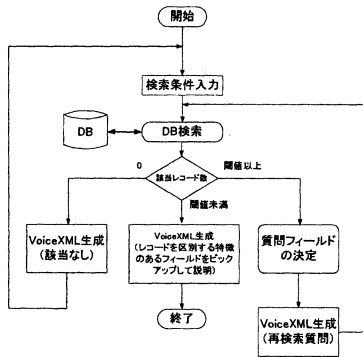 開始
検索条件入力
DB
DB検索
0
該当レコード数
閾値以上
閾値未満
VoiceXML生成
(該当なし)
VoiceXML生成
(レコードを区別する特徴
のあるフィールドをピック
アップして説明)
質問フィールド
の決定
終了
VoiceXML生成
(再検索質問)